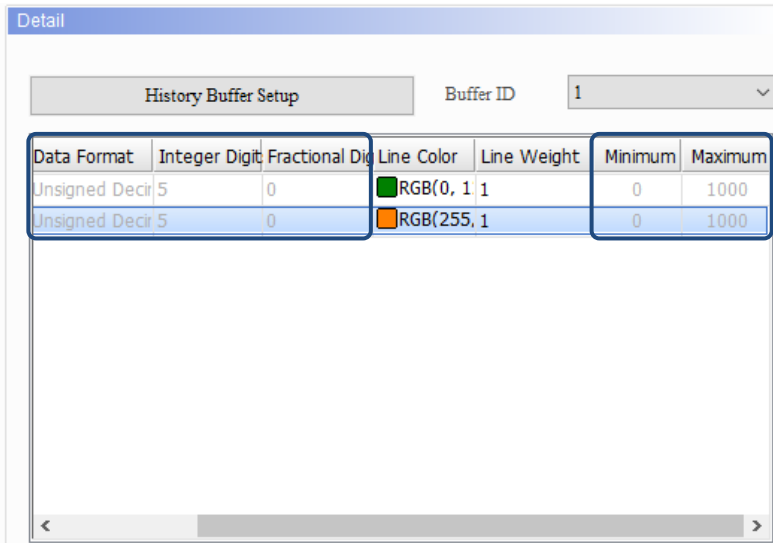 Detail
History Buffer Setup Buffer ID 1
Data Format Integer Digit Fractional Dig Line Color Line Weight Minimum Maximum
Unsigned Decir 5 0 RGB(0, 1 1 0 1000
Unsigned Decir 5 0 RGB(255, 1 0 1000